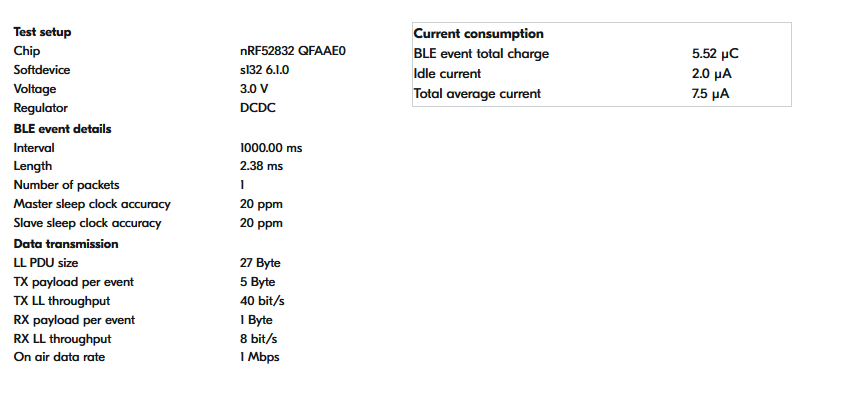 Test setup
Chip nRF52832 QFAAE0
Softdevice s132 6.1.0
Voltage 3.0 V
Regulator DCDC
BLE event details
Interval 1000.00 ms
Length 2.38 ms
Number of packets 1
Master sleep clock accuracy 20 ppm
Slave sleep clock accuracy 20 ppm
Data transmission
LL PDU size 27 Byte
TX payload per event 5 Byte
TX LL throughput 40 bit/s
RX payload per event 1 Byte
RX LL throughput 8 bit/s
On air data rate 1 Mbps
Current consumption
BLE event total charge 5.52 µC
Idle current 2.0 µA
Total average current 7.5 µA